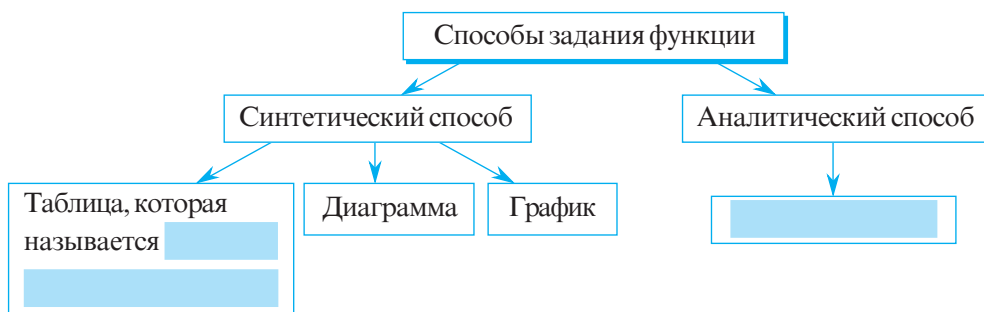 Способы задания функции
Синтетический способ
Аналитический способ
Таблица, которая
называется
Диаграмма
График